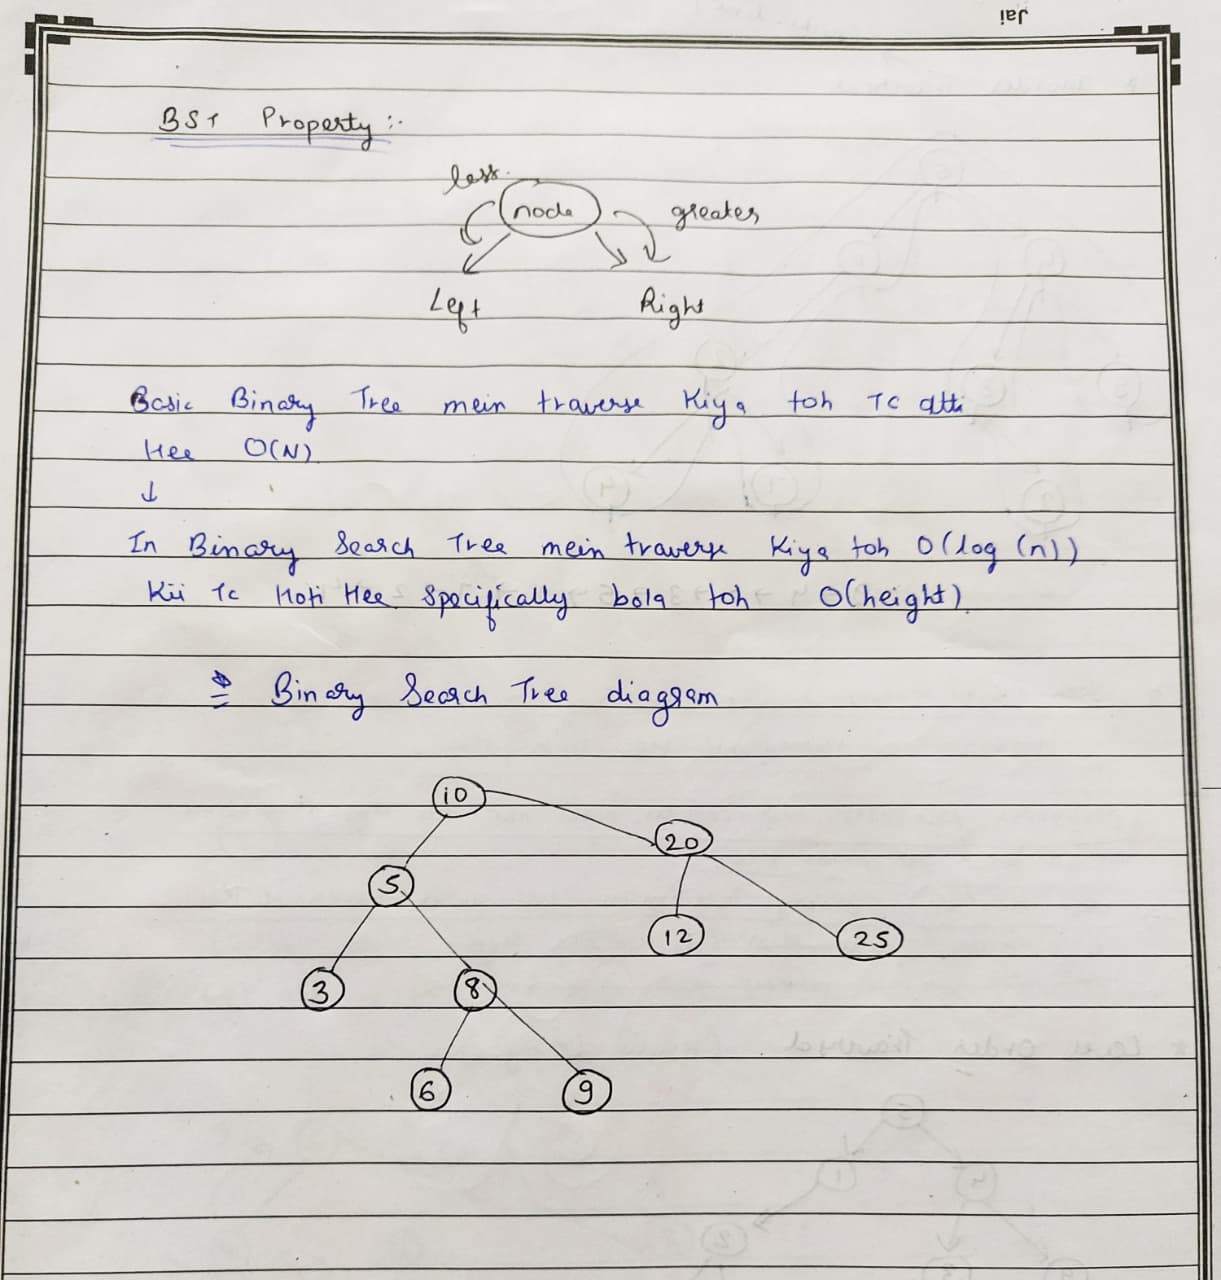 Jai
BST Property :-
less
node
greater
Left Right
Basic Binary Tree mein traverse Kiya toh TC atti
Hee O(N)
↓
In Binary Search Tree mein traverse Kiya toh O(log (n))
Kii Tc Hoti Hee. Specifically bola toh O(height).
Binary Search Tree diagram
10
20
5
12 25
3 8
6 9